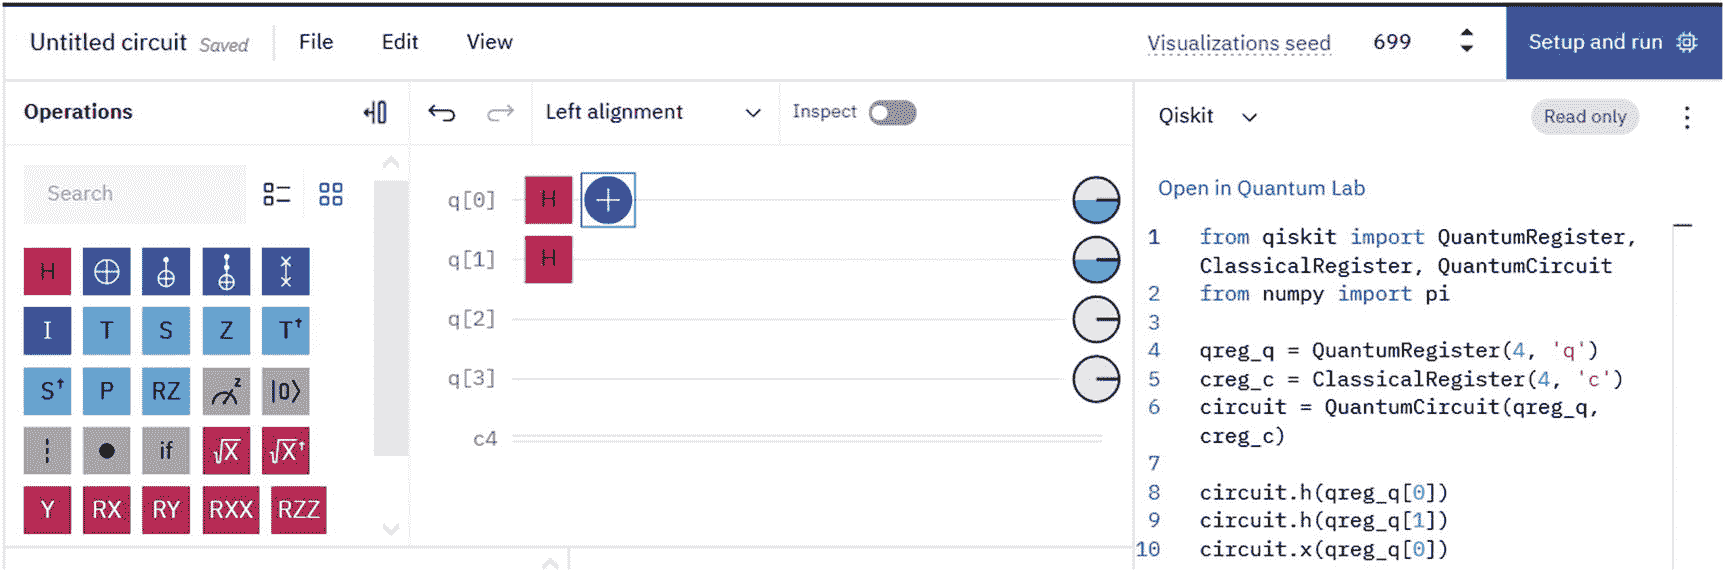 Untitled circuit Saved File Edit View Visualizations seed 699 Setup and run
Operations Left alignment Inspect Qiskit Read only
Search
Open in Quantum Lab
q[0] H
q[1] H
q[2]
q[3]
c4
H
I T S Z T†
S† P RZ z |0⟩
if √X √X†
Y RX RY RXX RZZ
1 from qiskit import QuantumRegister,
ClassicalRegister, QuantumCircuit
2 from numpy import pi
3
4 qreg_q = QuantumRegister(4, 'q')
5 creg_c = ClassicalRegister(4, 'c')
6 circuit = QuantumCircuit(qreg_q,
creg_c)
7
8 circuit.h(qreg_q[0])
9 circuit.h(qreg_q[1])
10 circuit.x(qreg_q[0])